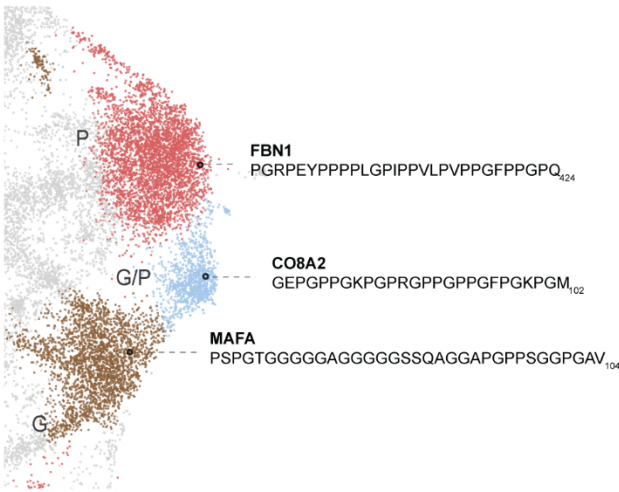 P
FBN1
PGRPEYPPPPLGPIPPVLPVPPGFPPGPQ424
G/P
CO8A2
GEPGPPGKPGPRGPPGPPGFPGKPGM102
MAFA
PSPGTGGGGGAGGGGGSSQAGGAPGPPSGGPGAV104
G